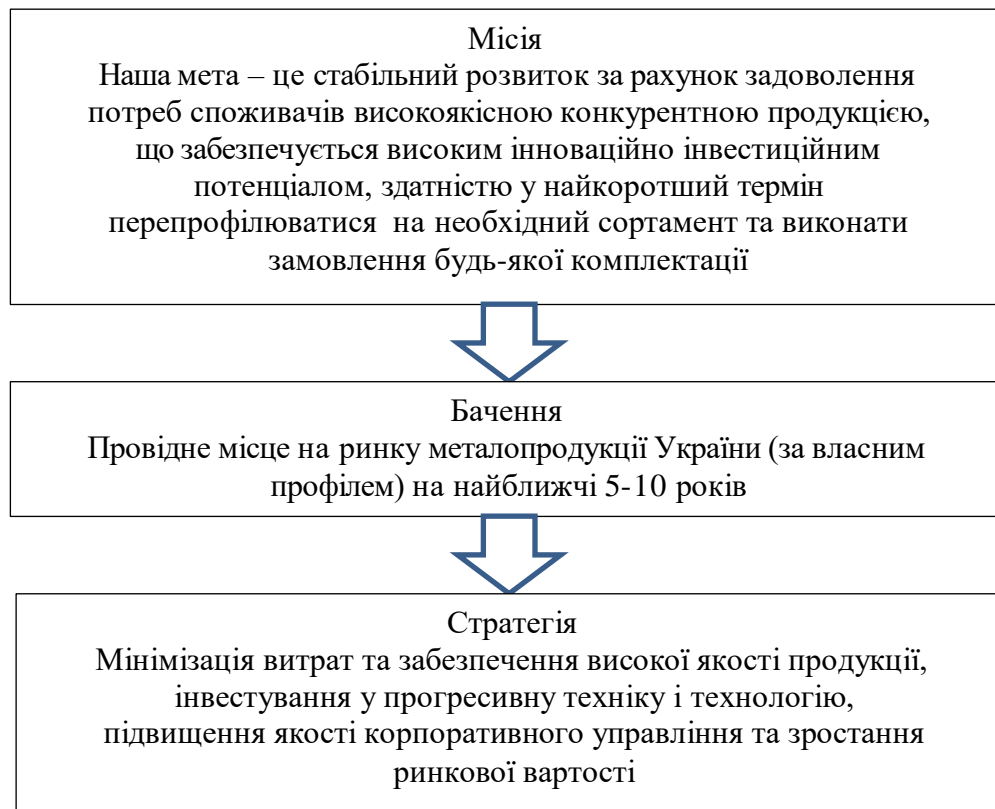 Місія
Наша мета – це стабільний розвиток за рахунок задоволення
потреб споживачів високоякісною конкурентною продукцією,
що забезпечується високим інноваційно інвестиційним
потенціалом, здатністю у найкоротший термін
перепрофілюватися на необхідний сортамент та виконати
замовлення будь-якої комплектації
Бачення
Провідне місце на ринку металопродукції України (за власним
профілем) на найближчі 5-10 років
Стратегія
Мінімізація витрат та забезпечення високої якості продукції,
інвестування у прогресивну техніку і технологію,
підвищення якості корпоративного управління та зростання
ринкової вартості